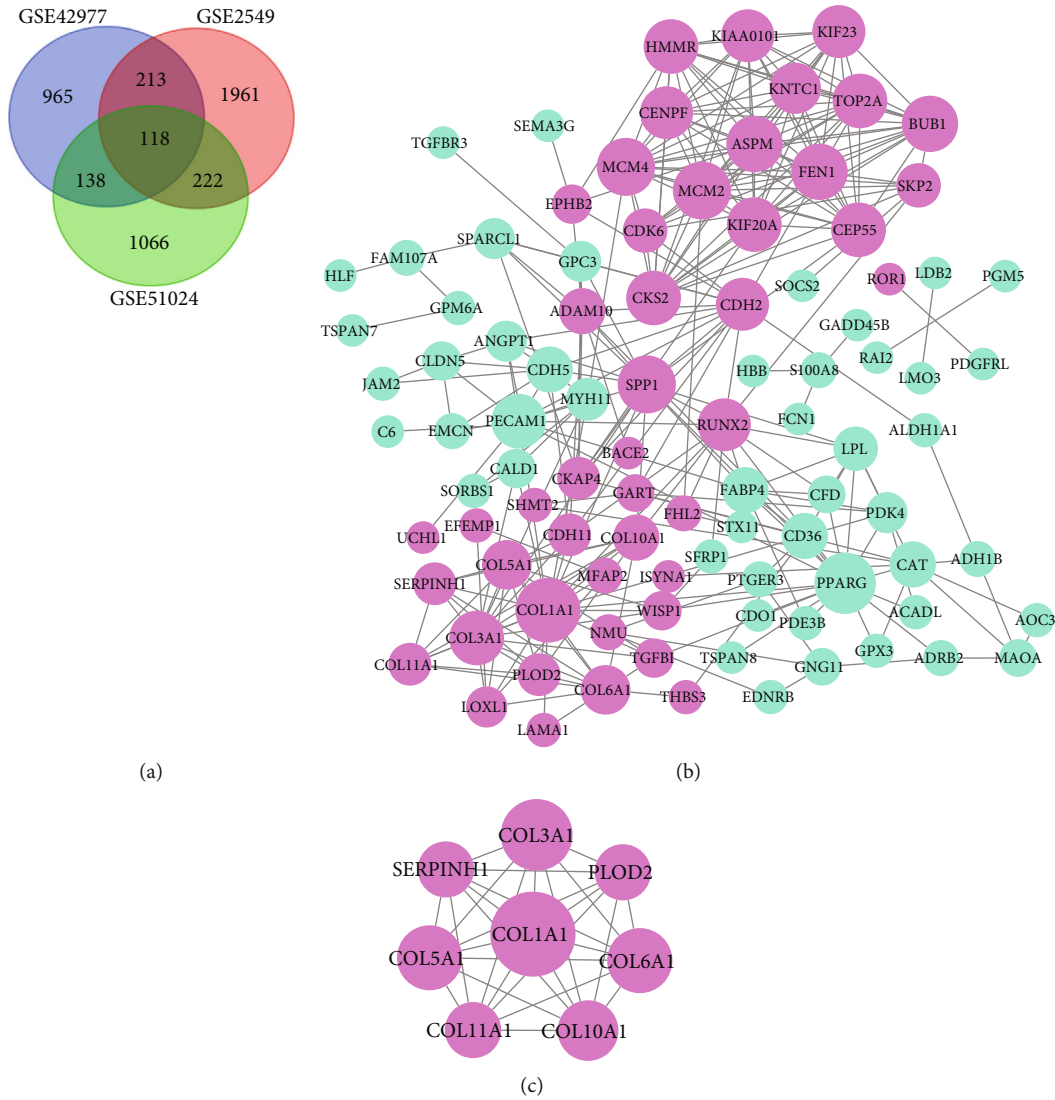 GSE42977
GSE2549
965
213
1961
118
138
222
1066
GSE51024
(a)
KIF23
KIAA0101
HMMR
KNTC1
TOP2A
CENPF
BUB1
SEMA3G
TGFBR3
ASPM
MCM4
FEN1
SKP2
MCM2
EPHB2
KIF20A
CDK6
CEP55
SPARCL1
FAM107A
GPC3
HLF
SOCS2
ROR1
LDB2
PGM5
CKS2
CDH2
ADAM10
GPM6A
TSPAN7
GADD45B
ANGPT1
RAI2
PDGFRL
CLDN5
CDH5
HBB
S100A8
LMO3
JAM2
SPP1
MYH11
PECAM1
FCN1
RUNX2
ALDH1A1
C6
EMCN
BACE2
LPL
CALD1
CKAP4
FABP4
CFD
SORBS1
GART
SHMT2
PDK4
FHL2
STX11
EFEMP1
UCHL1
CDH11
COL10A1
CD36
SFRP1
COL5A1
CAT
ADH1B
MFAP2
ISYNA1
PTGER3
PPARG
SERPINH1
COL1A1
WISP1
CDO1
ACADL
AOC3
PDE3B
COL3A1
NMU
GPX3
ADRB2
MAOA
TGFBI
TSPAN8
GNG11
COL11A1
PLOD2
COL6A1
THBS3
EDNRB
LOXL1
LAMA1
(b)
COL3A1
SERPINH1
PLOD2
COL1A1
COL5A1
COL6A1
COL11A1
COL10A1
(c)